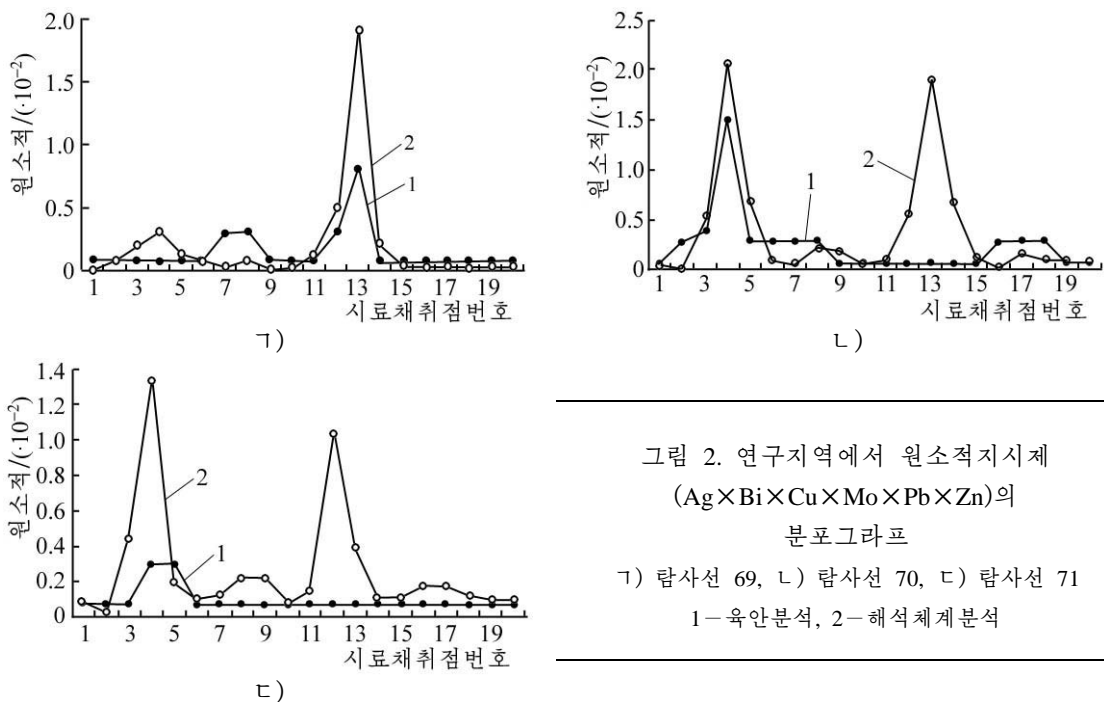 2.0
1.5
1.0
0.5
0
원소적/(·10⁻²)
2
1
1 3 5 7 9 11 13 15 17 19
시료채취점번호
ㄱ)
2.5
2.0
1.5
1.0
0.5
0
원소적/(·10⁻²)
1
2
1 3 5 7 9 11 13 15 17 19
시료채취점번호
ㄴ)
1.4
1.2
1.0
0.8
0.6
0.4
0.2
0
원소적/(·10⁻²)
2
1
1 3 5 7 9 11 13 15 17 19
시료채취점번호
ㄷ)
그림 2. 연구지역에서 원소적지시제
(Ag×Bi×Cu×Mo×Pb×Zn)의
분포그라프
ㄱ) 탐사선 69, ㄴ) 탐사선 70, ㄷ) 탐사선 71
1－육안분석, 2－해석체계분석